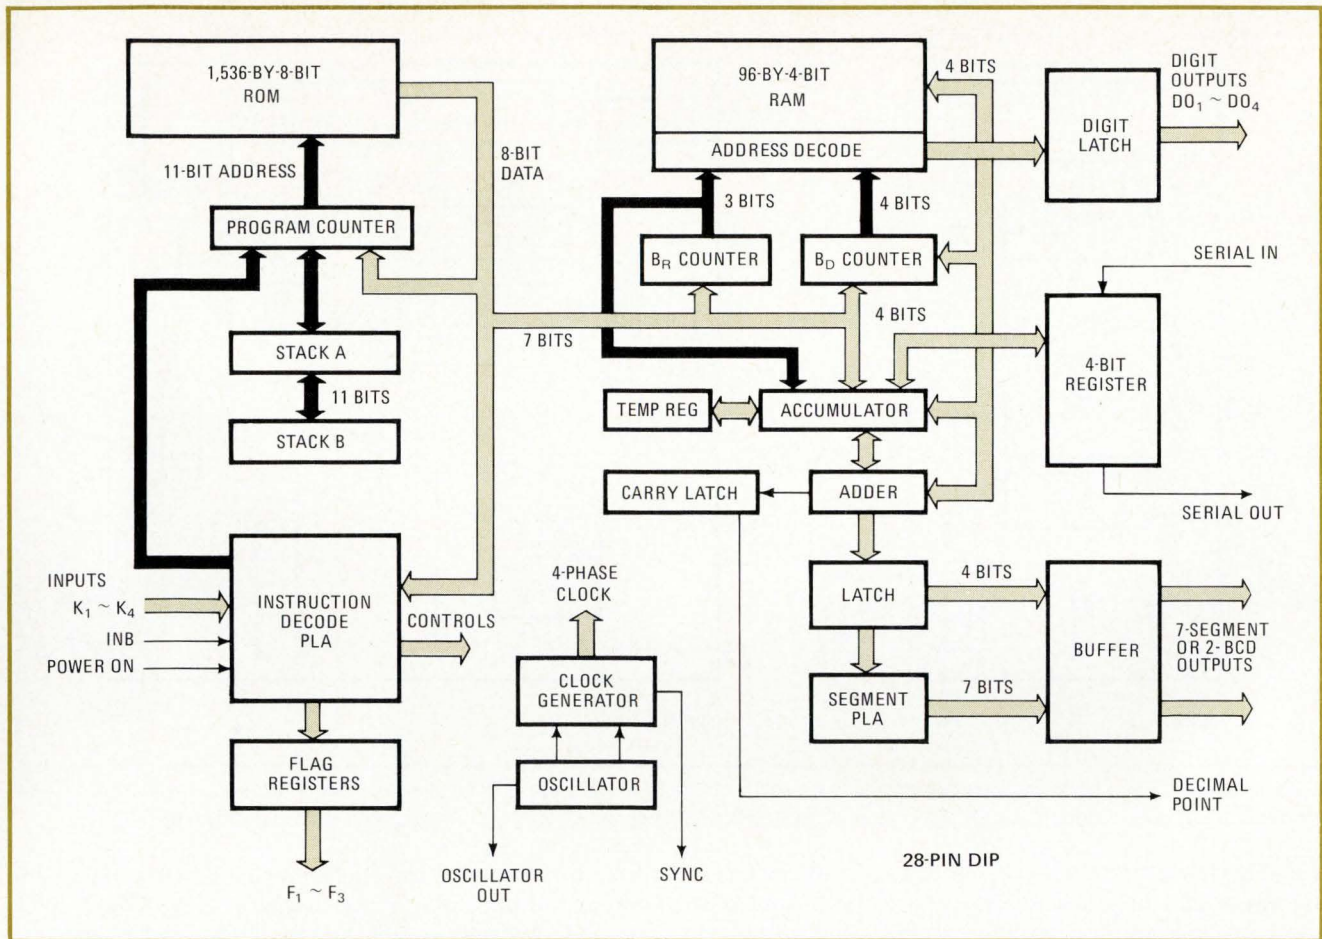 1,536-BY-8-BIT
ROM
11-BIT ADDRESS
8-BIT
DATA
PROGRAM COUNTER
STACK A
11 BITS
STACK B
7 BITS
INPUTS
K₁ ~ K₄
INB
POWER ON
INSTRUCTION
DECODE
PLA
CONTROLS
FLAG
REGISTERS
F₁ ~ F₃
96-BY-4-BIT
RAM
ADDRESS DECODE
4 BITS
3 BITS
4 BITS
B_R COUNTER
B_D COUNTER
4 BITS
TEMP REG
ACCUMULATOR
CARRY LATCH
ADDER
LATCH
4 BITS
SEGMENT
PLA
7 BITS
4-PHASE
CLOCK
CLOCK
GENERATOR
OSCILLATOR
OSCILLATOR
OUT
SYNC
DIGIT
LATCH
DIGIT
OUTPUTS
DO₁ ~ DO₄
SERIAL IN
4-BIT
REGISTER
SERIAL OUT
BUFFER
7-SEGMENT
OR 2-BCD
OUTPUTS
DECIMAL
POINT
28-PIN DIP